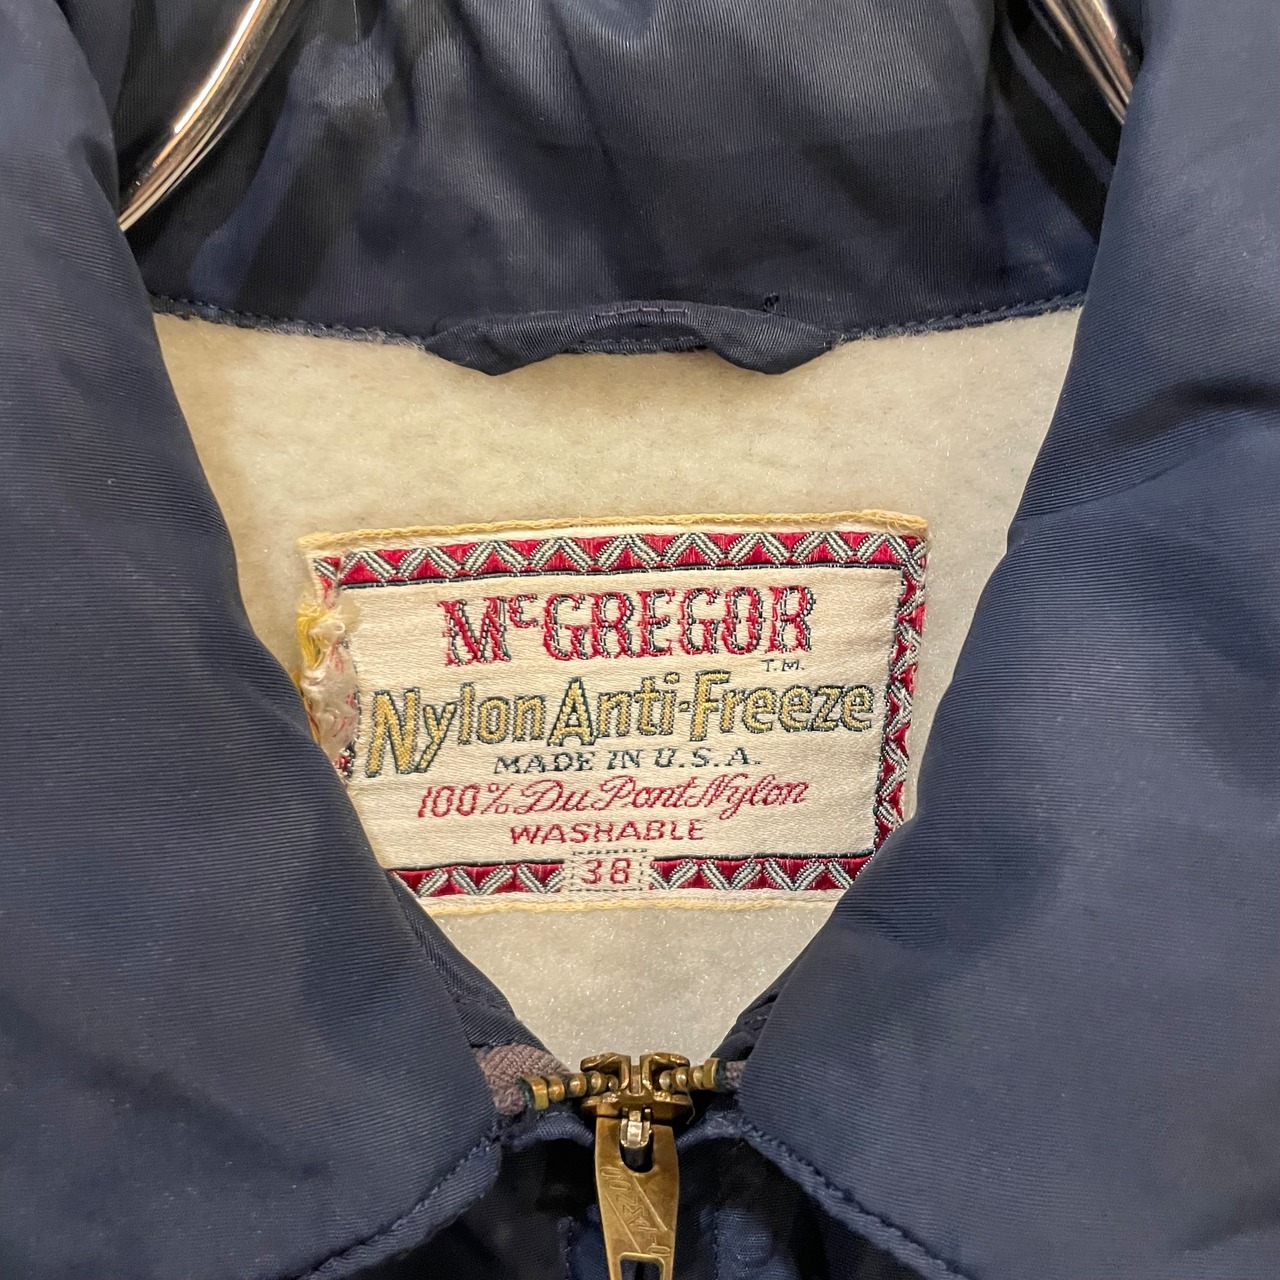 McGREGOR
T.M.
Nylon Anti-Freeze
MADE IN U.S.A.
100% Du Pont Nylon
WASHABLE
38